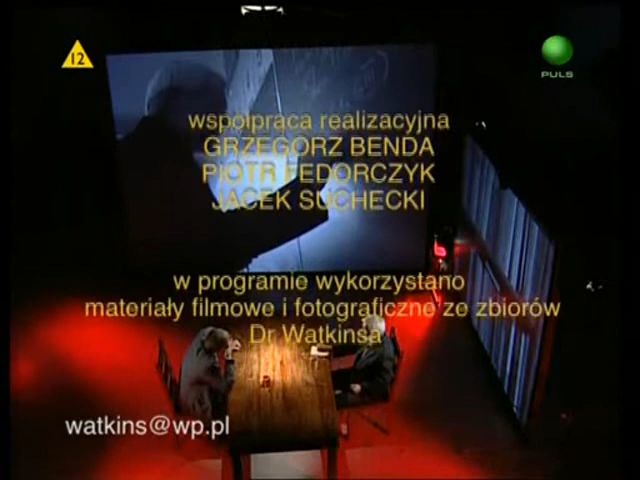 12
PULS
współpraca realizacyjna
GRZEGORZ BENDA
PIOTR FEDORCZYK
JACEK SUCHECKI
w programie wykorzystano
materiały filmowe i fotograficzne ze zbiorów
Dr Watkinsa
watkins@wp.pl